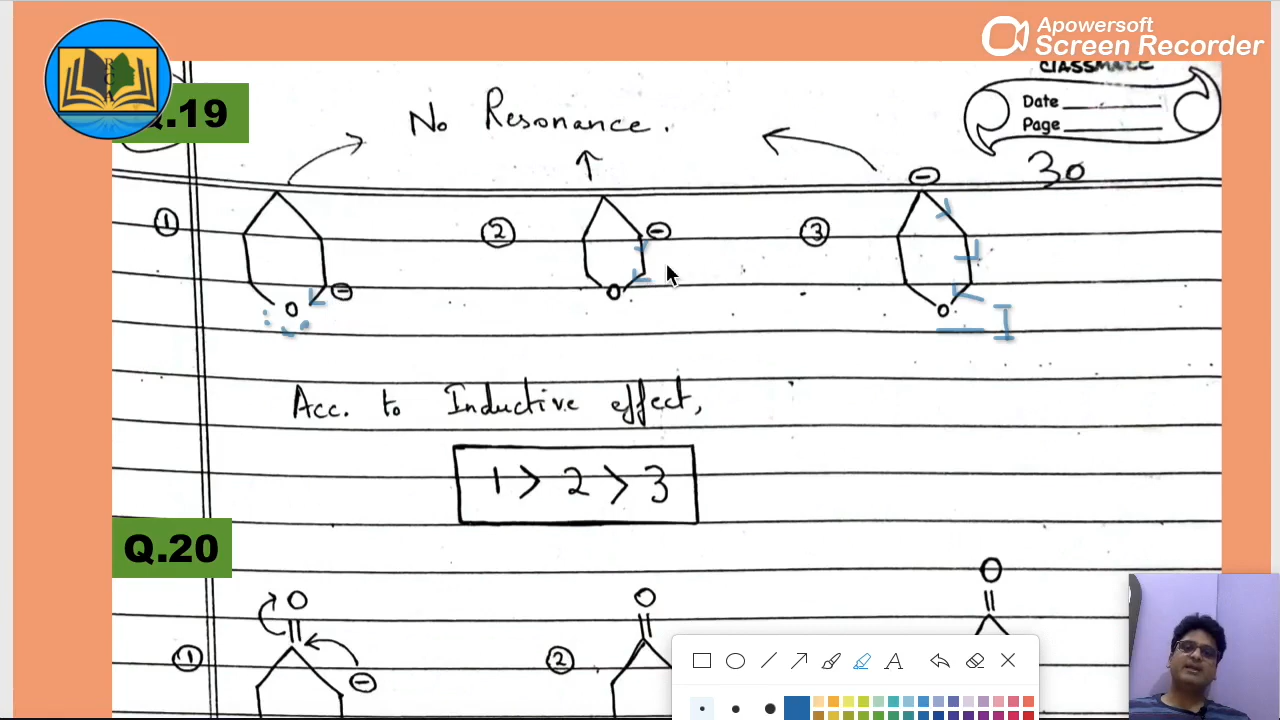 Apowersoft
Screen Recorder
CLASSMATE
Q.19
No Resonance.
Date
Page
30
① ② ③
⊖ ⊖ ⊖
O O O
I
Acc. to Inductive effect,
1 > 2 > 3
Q.20
O O O
① ②
⊖
A